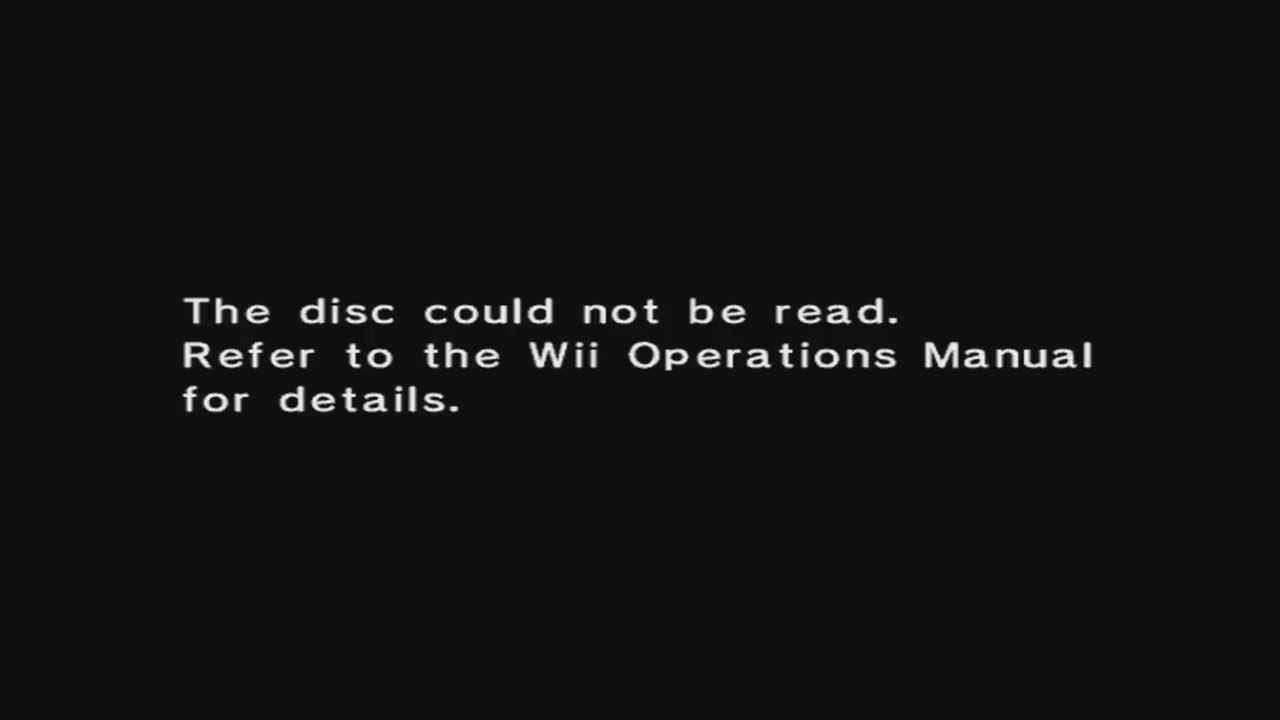 The disc could not be read.
Refer to the Wii Operations Manual
for details.